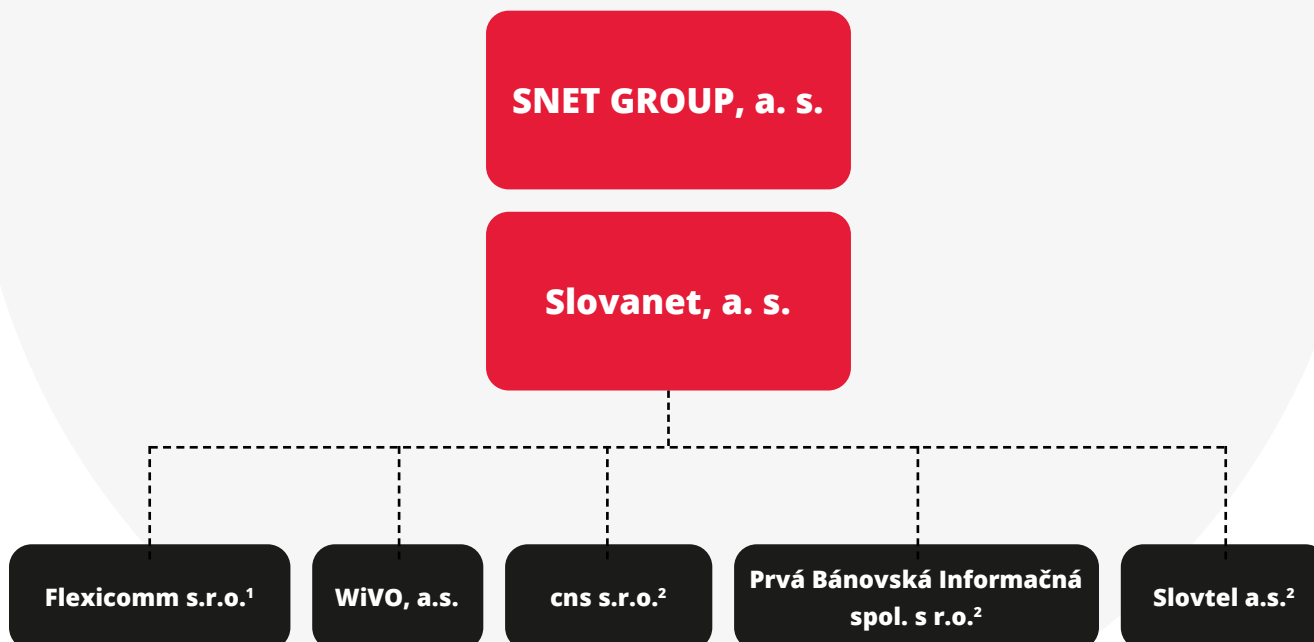 SNET GROUP, a. s.
Slovanet, a. s.
Flexicomm s.r.o.¹
WiVO, a.s.
cns s.r.o.²
Prvá Bánovská Informačná
spol. s r.o.²
Slovtel a.s.²